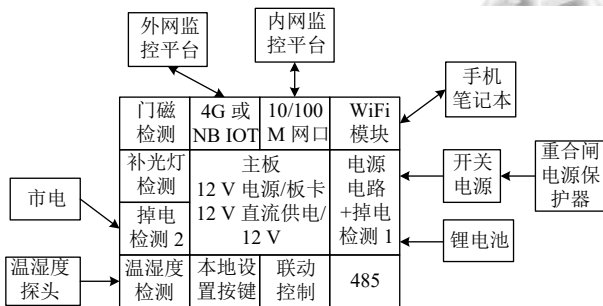 外网监
控平台
内网监
控平台
手机
笔记本
门磁
检测
4G 或
NB IOT
10/100
M 网口
WiFi
模块
补光灯
检测
主板
12 V 电源/板卡
12 V 直流供电/
12 V
电源
电路
+掉电
检测 1
开关
电源
重合闸
电源保
护器
市电
掉电
检测 2
锂电池
温湿度
探头
温湿度
检测
本地设
置按键
联动
控制
485